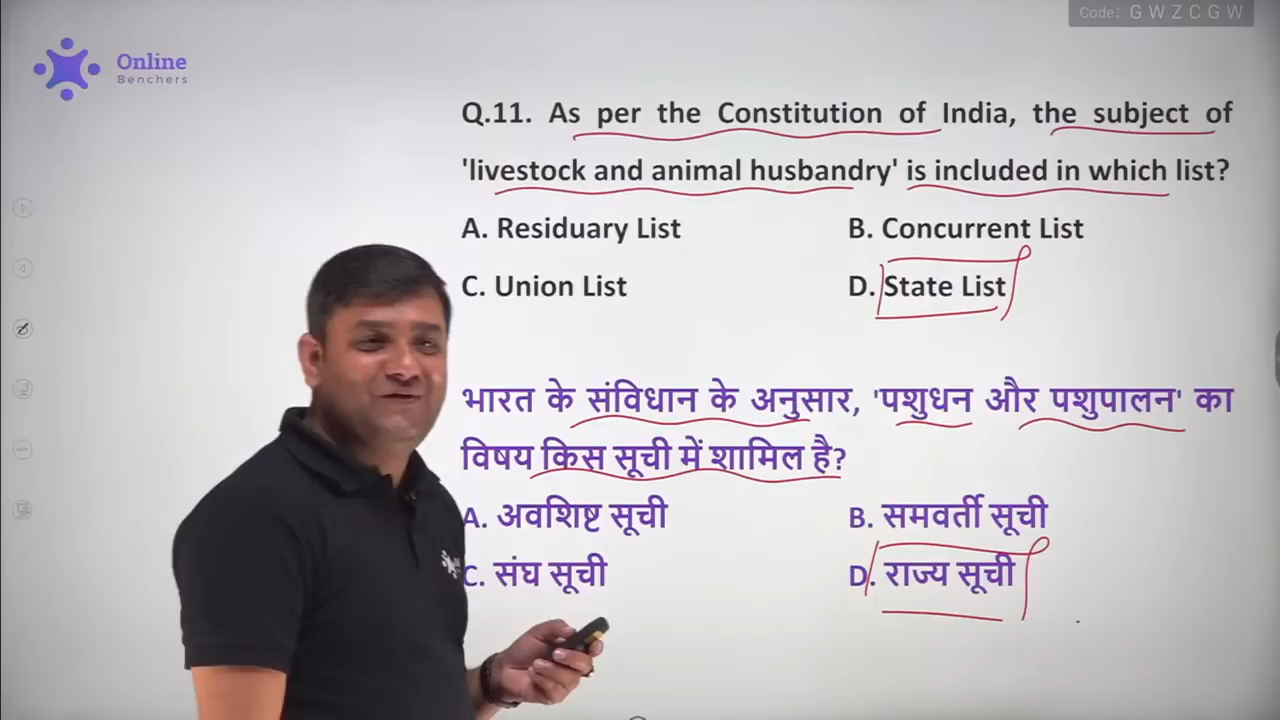 Code: G W Z C G W
Online
Benchers
Q.11. As per the Constitution of India, the subject of
'livestock and animal husbandry' is included in which list?
A. Residuary List B. Concurrent List
C. Union List D. State List
भारत के संविधान के अनुसार, 'पशुधन और पशुपालन' का
विषय किस सूची में शामिल है?
A. अवशिष्ट सूची B. समवर्ती सूची
C. संघ सूची D. राज्य सूची